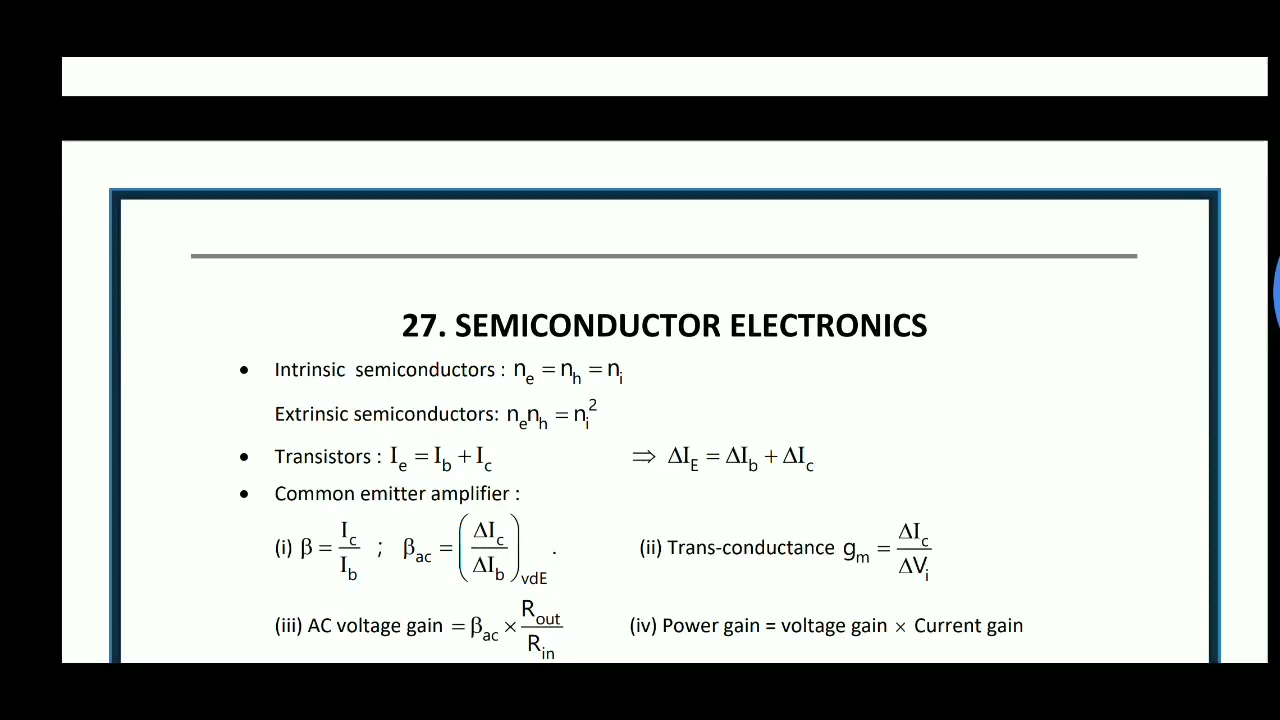 27. SEMICONDUCTOR ELECTRONICS
• Intrinsic semiconductors : nₑ = nₕ = nᵢ
Extrinsic semiconductors: nₑnₕ = nᵢ²
• Transistors : Iₑ = I_b + I_c ⇒ ΔI_E = ΔI_b + ΔI_c
• Common emitter amplifier :
(i) β = I_c / I_b ; β_ac = (ΔI_c / ΔI_b)_vdE . (ii) Trans-conductance g_m = ΔI_c / ΔV_i
(iii) AC voltage gain = β_ac × R_out / R_in (iv) Power gain = voltage gain × Current gain